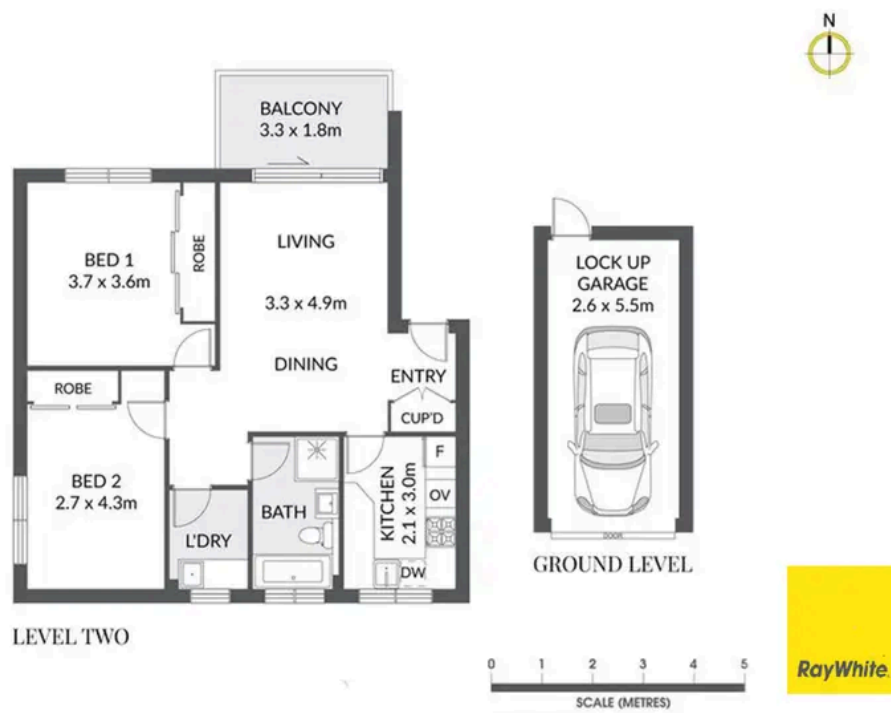 N
BALCONY
3.3 x 1.8m
BED 1
3.7 x 3.6m
ROBE
LIVING
3.3 x 4.9m
DINING
ENTRY
CUP'D
ROBE
BED 2
2.7 x 4.3m
L'DRY
BATH
KITCHEN
2.1 x 3.0m
F
OV
DW
LEVEL TWO
LOCK UP
GARAGE
2.6 x 5.5m
DOOR
GROUND LEVEL
0 1 2 3 4 5
SCALE (METRES)
RayWhite.